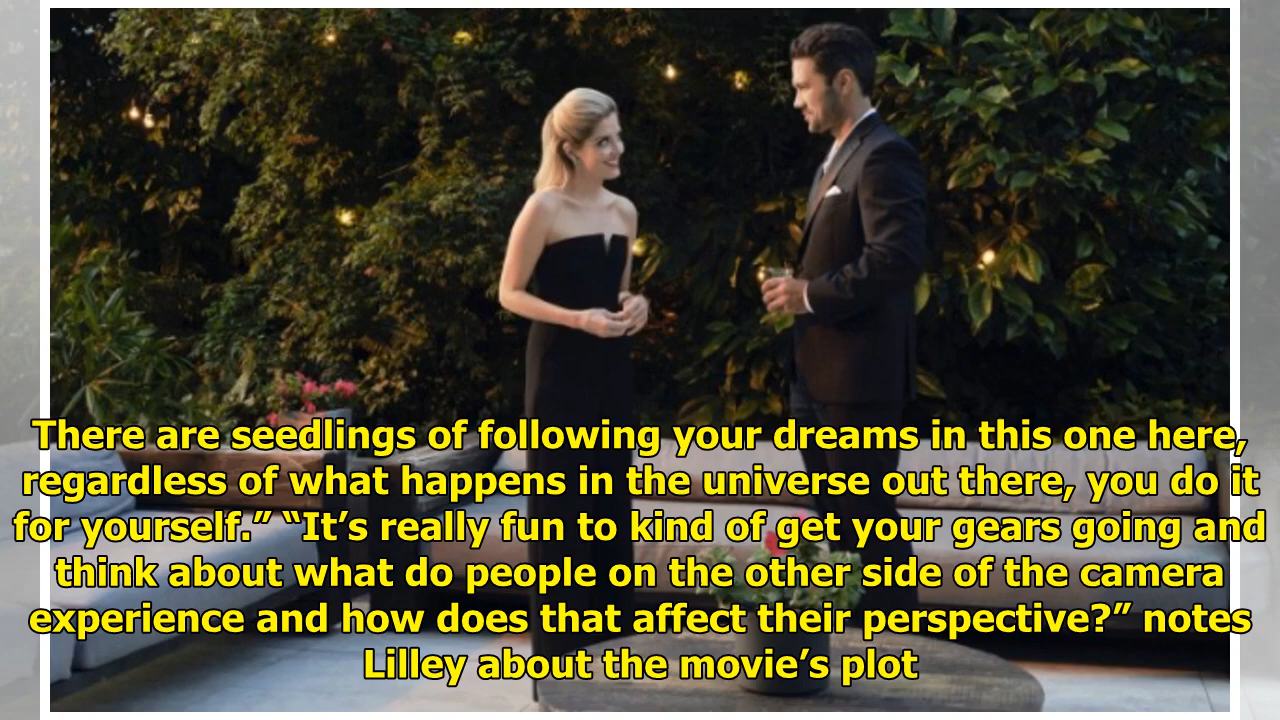 There are seedlings of following your dreams in this one here,
regardless of what happens in the universe out there, you do it
for yourself.” “It’s really fun to kind of get your gears going and
think about what do people on the other side of the camera
experience and how does that affect their perspective?” notes
Lilley about the movie’s plot